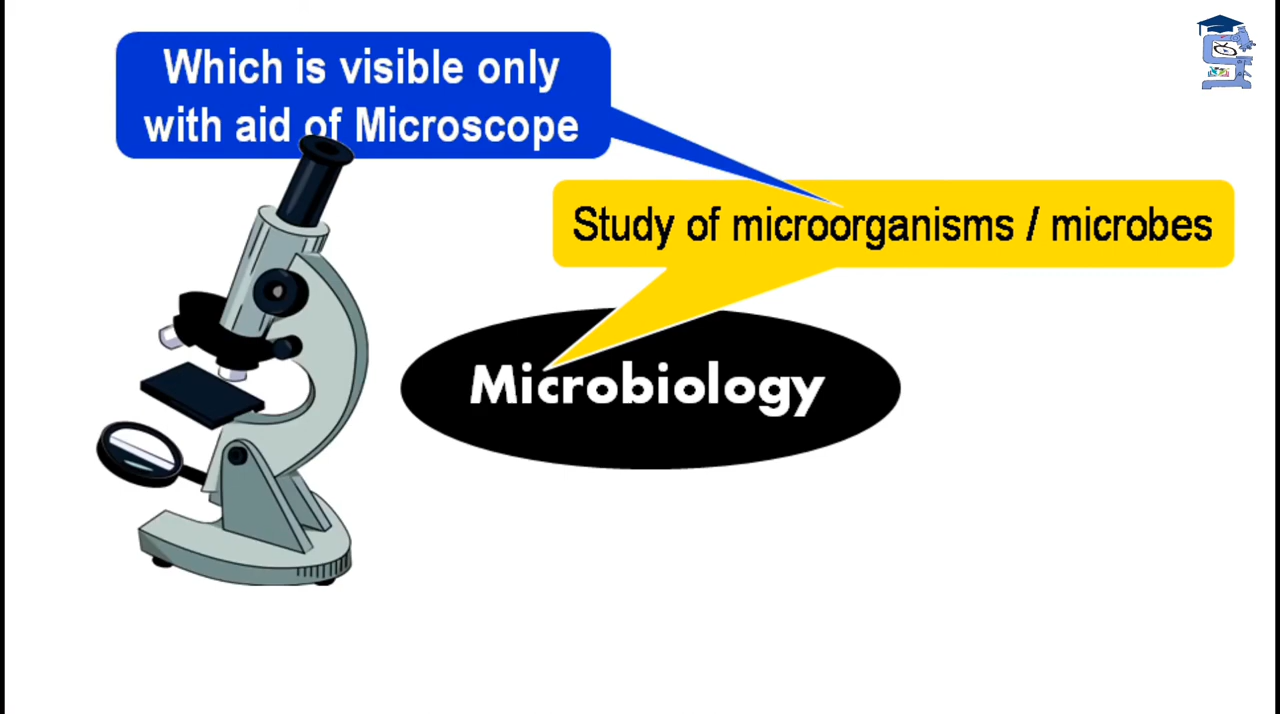 Which is visible only
with aid of Microscope
Study of microorganisms / microbes
Microbiology